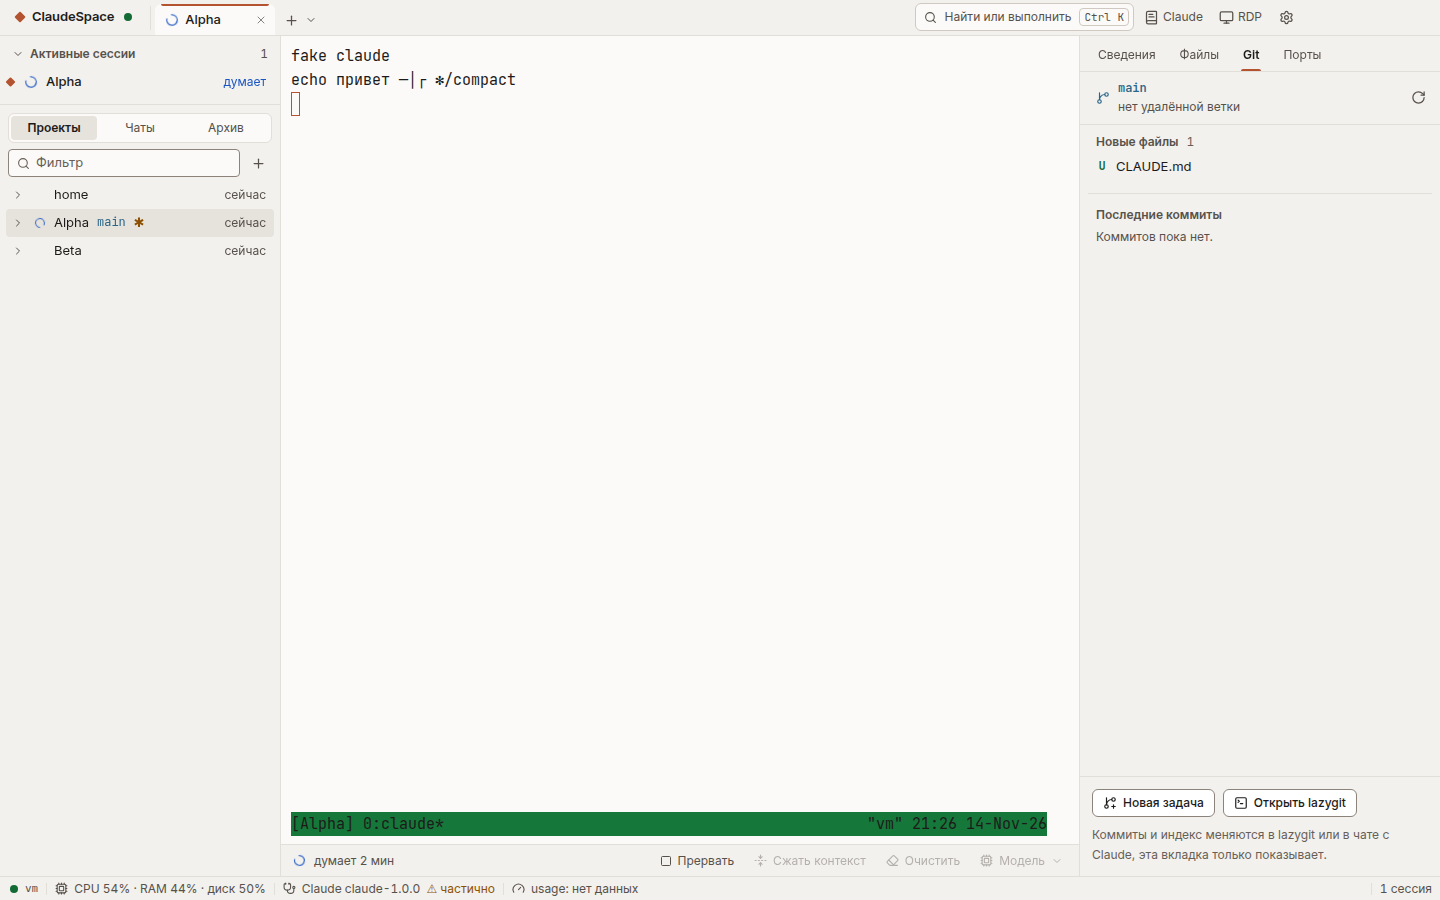 ClaudeSpace
Alpha
Найти или выполнить Ctrl K
Claude
RDP
Активные сессии 1
Alpha думает
Проекты Чаты Архив
Фильтр
home сейчас
Alpha main ✱ сейчас
Beta сейчас
fake claude
echo привет ─│┌ ✻/compact
[Alpha] 0:claude* "vm" 21:26 14-Nov-26
думает 2 мин
Прервать
Сжать контекст
Очистить
Модель
Сведения Файлы Git Порты
main
нет удалённой ветки
Новые файлы 1
U CLAUDE.md
Последние коммиты
Коммитов пока нет.
Новая задача
Открыть lazygit
Коммиты и индекс меняются в lazygit или в чате с
Claude, эта вкладка только показывает.
vm CPU 54% · RAM 44% · диск 50% Claude claude-1.0.0 ⚠ частично usage: нет данных 1 сессия